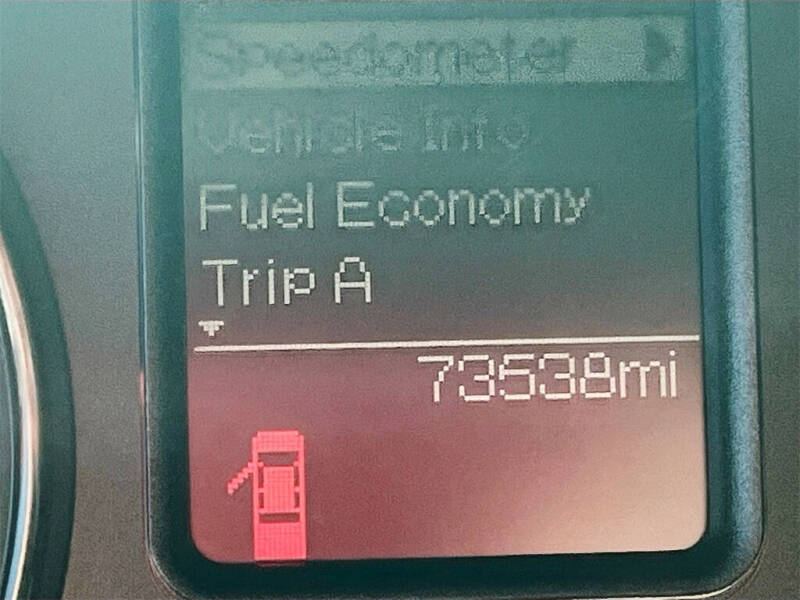 Speedometer
Vehicle Info
Fuel Economy
Trip A
73538mi